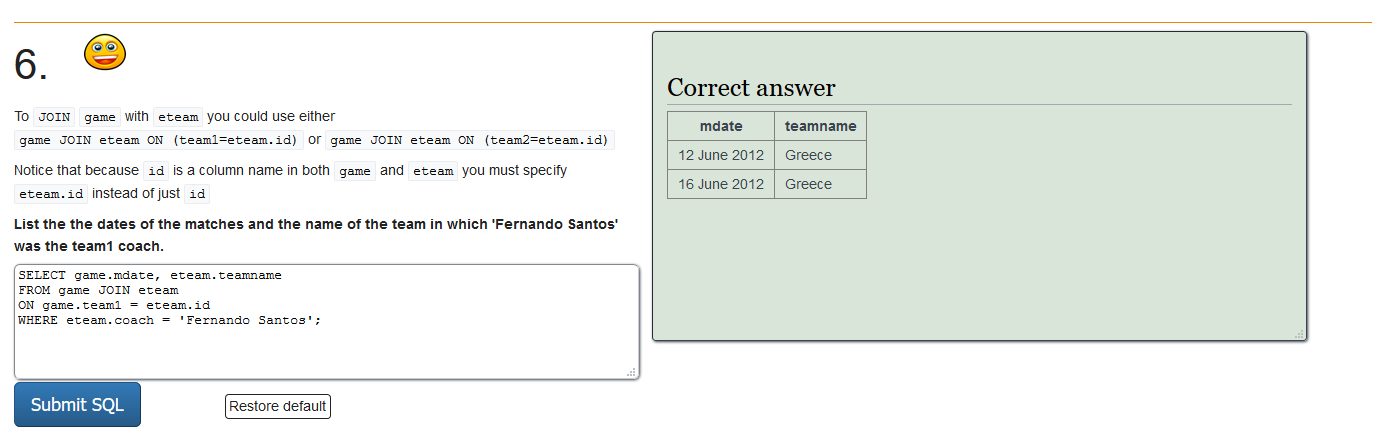 6.
To JOIN game with eteam you could use either
game JOIN eteam ON (team1=eteam.id) or game JOIN eteam ON (team2=eteam.id)
Notice that because id is a column name in both game and eteam you must specify
eteam.id instead of just id
List the the dates of the matches and the name of the team in which 'Fernando Santos'
was the team1 coach.
SELECT game.mdate, eteam.teamname
FROM game JOIN eteam
ON game.team1 = eteam.id
WHERE eteam.coach = 'Fernando Santos';
Submit SQL
Restore default
Correct answer
mdate teamname
12 June 2012 Greece
16 June 2012 Greece